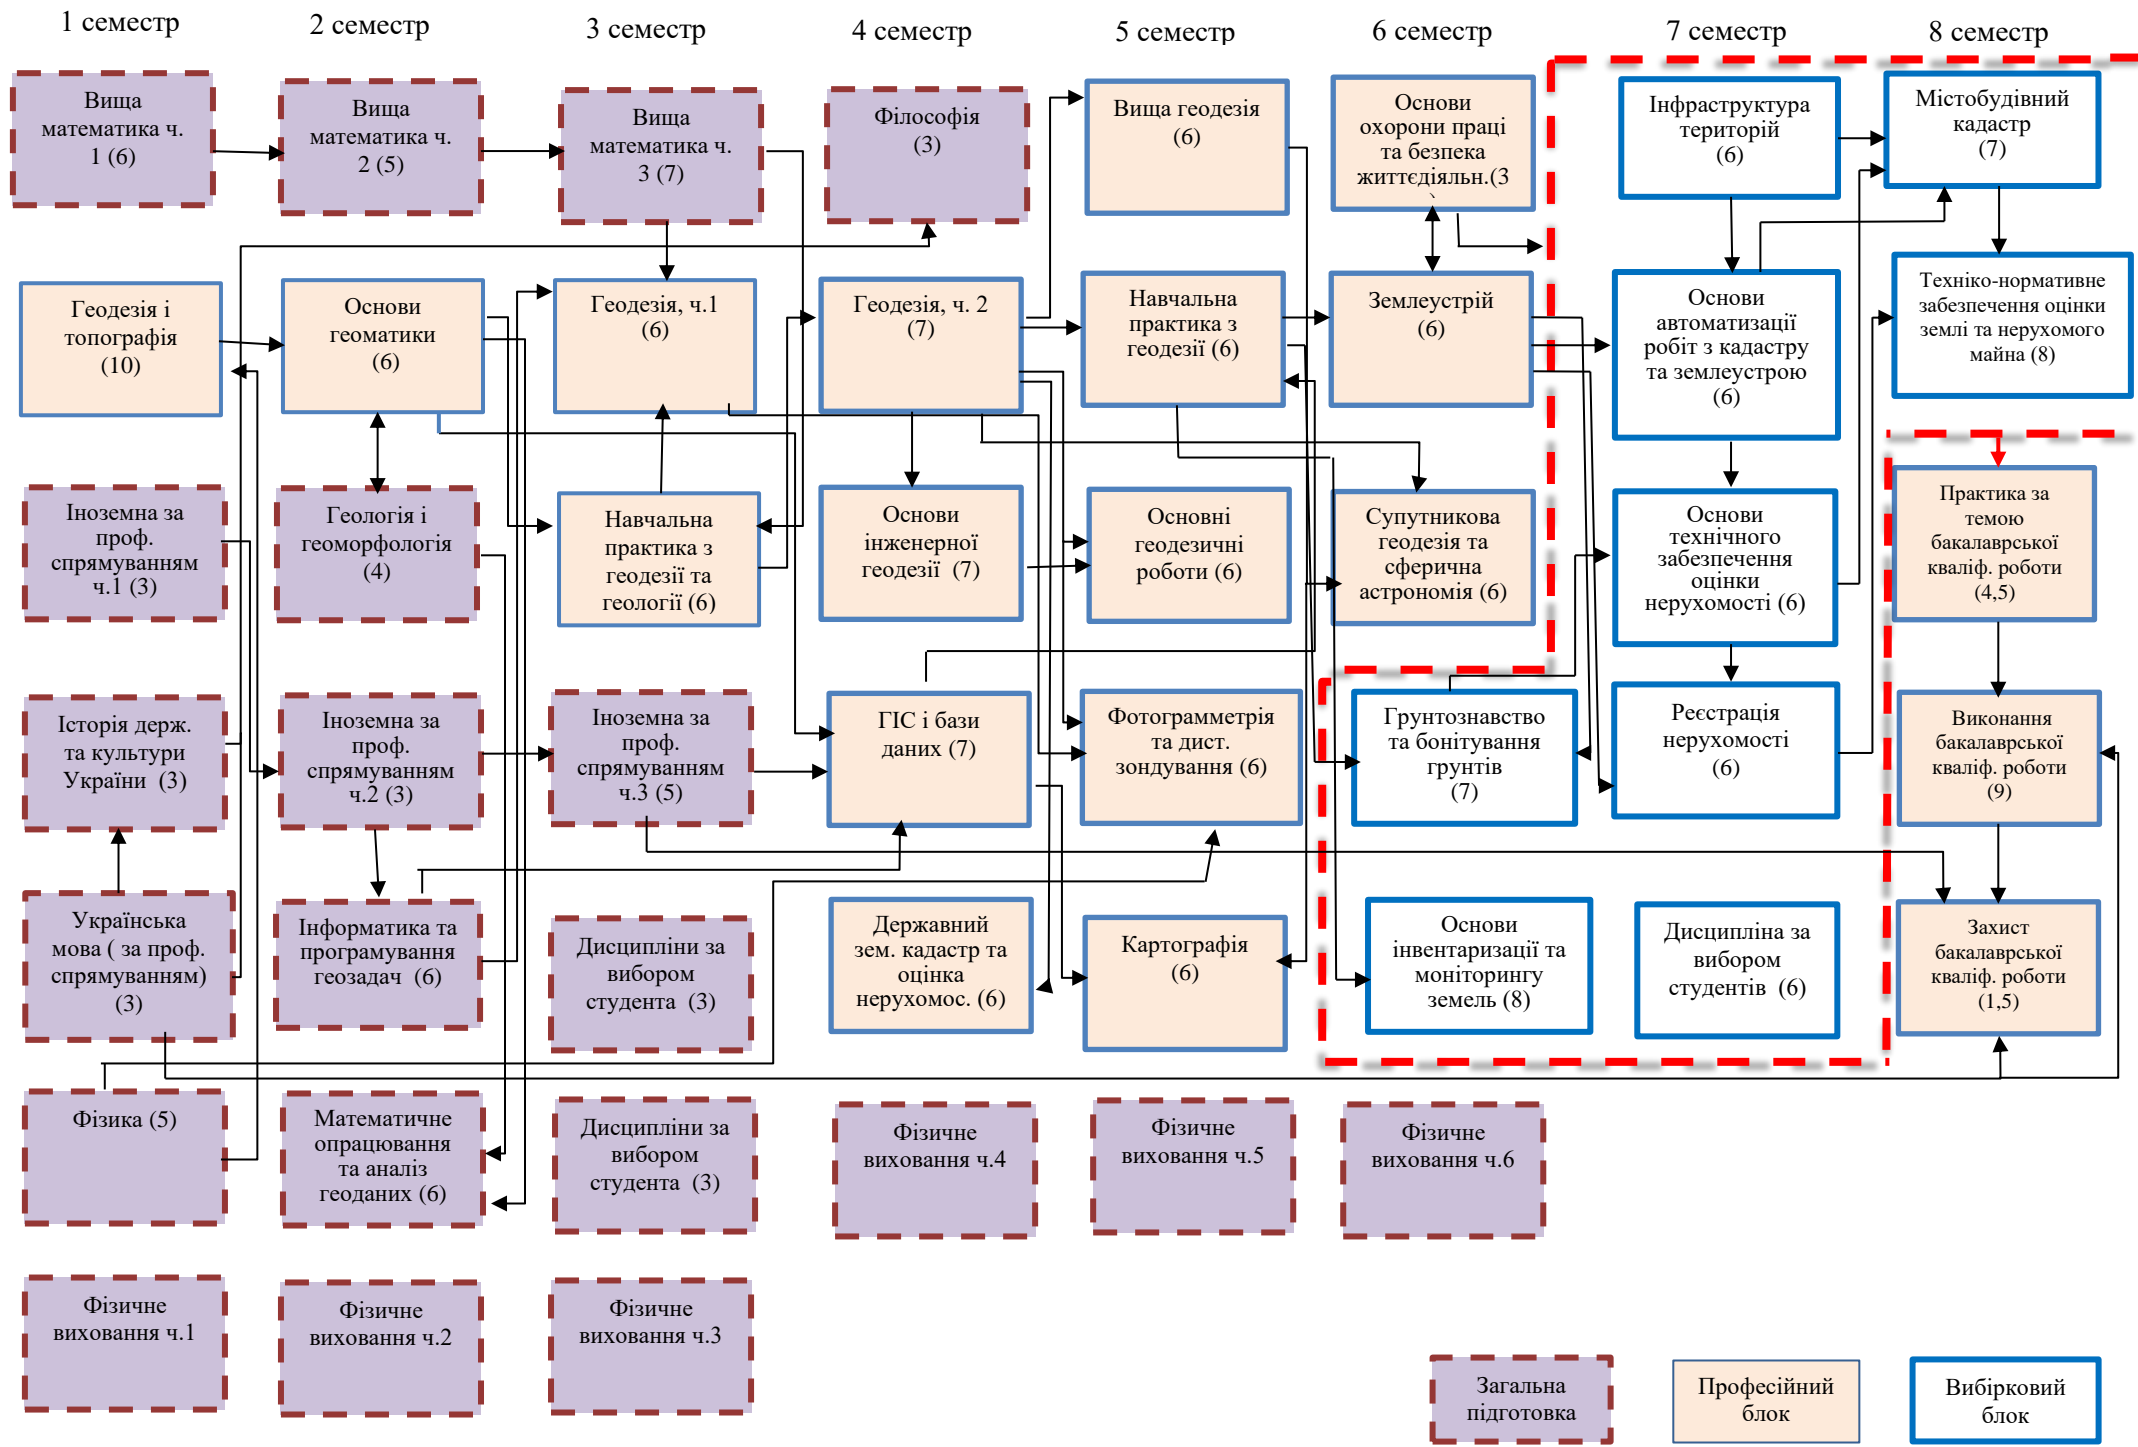 1 семестр
2 семестр
3 семестр
4 семестр
5 семестр
6 семестр
7 семестр
8 семестр
Вища
математика ч.
1 (6)
Вища
математика ч.
2 (5)
Вища
математика ч.
3 (7)
Філософія
(3)
Вища геодезія
(6)
Основи
охорони праці
та безпека
життєдіяльн.(3
Інфраструктура
територій
(6)
Містобудівний
кадастр
(7)
Геодезія і
топографія
(10)
Основи
геоматики
(6)
Геодезія, ч.1
(6)
Геодезія, ч. 2
(7)
Навчальна
практика з
геодезії (6)
Землеустрій
(6)
Основи
автоматизації
робіт з кадастру
та землеустрою
(6)
Техніко-нормативне
забезпечення оцінки
землі та нерухомого
майна (8)
Іноземна за
проф.
спрямуванням
ч.1 (3)
Геологія і
геоморфологія
(4)
Навчальна
практика з
геодезії та
геології (6)
Основи
інженерної
геодезії (7)
Основні
геодезичні
роботи (6)
Супутникова
геодезія та
сферична
астрономія (6)
Основи
технічного
забезпечення
оцінки
нерухомості (6)
Практика за
темою
бакалаврської
кваліф. роботи
(4,5)
Історія держ.
та культури
України (3)
Іноземна за
проф.
спрямуванням
ч.2 (3)
Іноземна за
проф.
спрямуванням
ч.3 (5)
ГІС і бази
даних (7)
Фотограмметрія
та дист.
зондування (6)
Грунтознавство
та бонітування
грунтів
(7)
Реєстрація
нерухомості
(6)
Виконання
бакалаврської
кваліф. роботи
(9)
Українська
мова ( за проф.
спрямуванням)
(3)
Інформатика та
програмування
геозадач (6)
Дисципліни за
вибором
студента (3)
Державний
зем. кадастр та
оцінка
нерухомос. (6)
Картографія
(6)
Основи
інвентаризації та
моніторингу
земель (8)
Дисципліна за
вибором
студентів (6)
Захист
бакалаврської
кваліф. роботи
(1,5)
Фізика (5)
Математичне
опрацювання
та аналіз
геоданих (6)
Дисципліни за
вибором
студента (3)
Фізичне
виховання ч.4
Фізичне
виховання ч.5
Фізичне
виховання ч.6
Фізичне
виховання ч.1
Фізичне
виховання ч.2
Фізичне
виховання ч.3
Загальна
підготовка
Професійний
блок
Вибірковий
блок